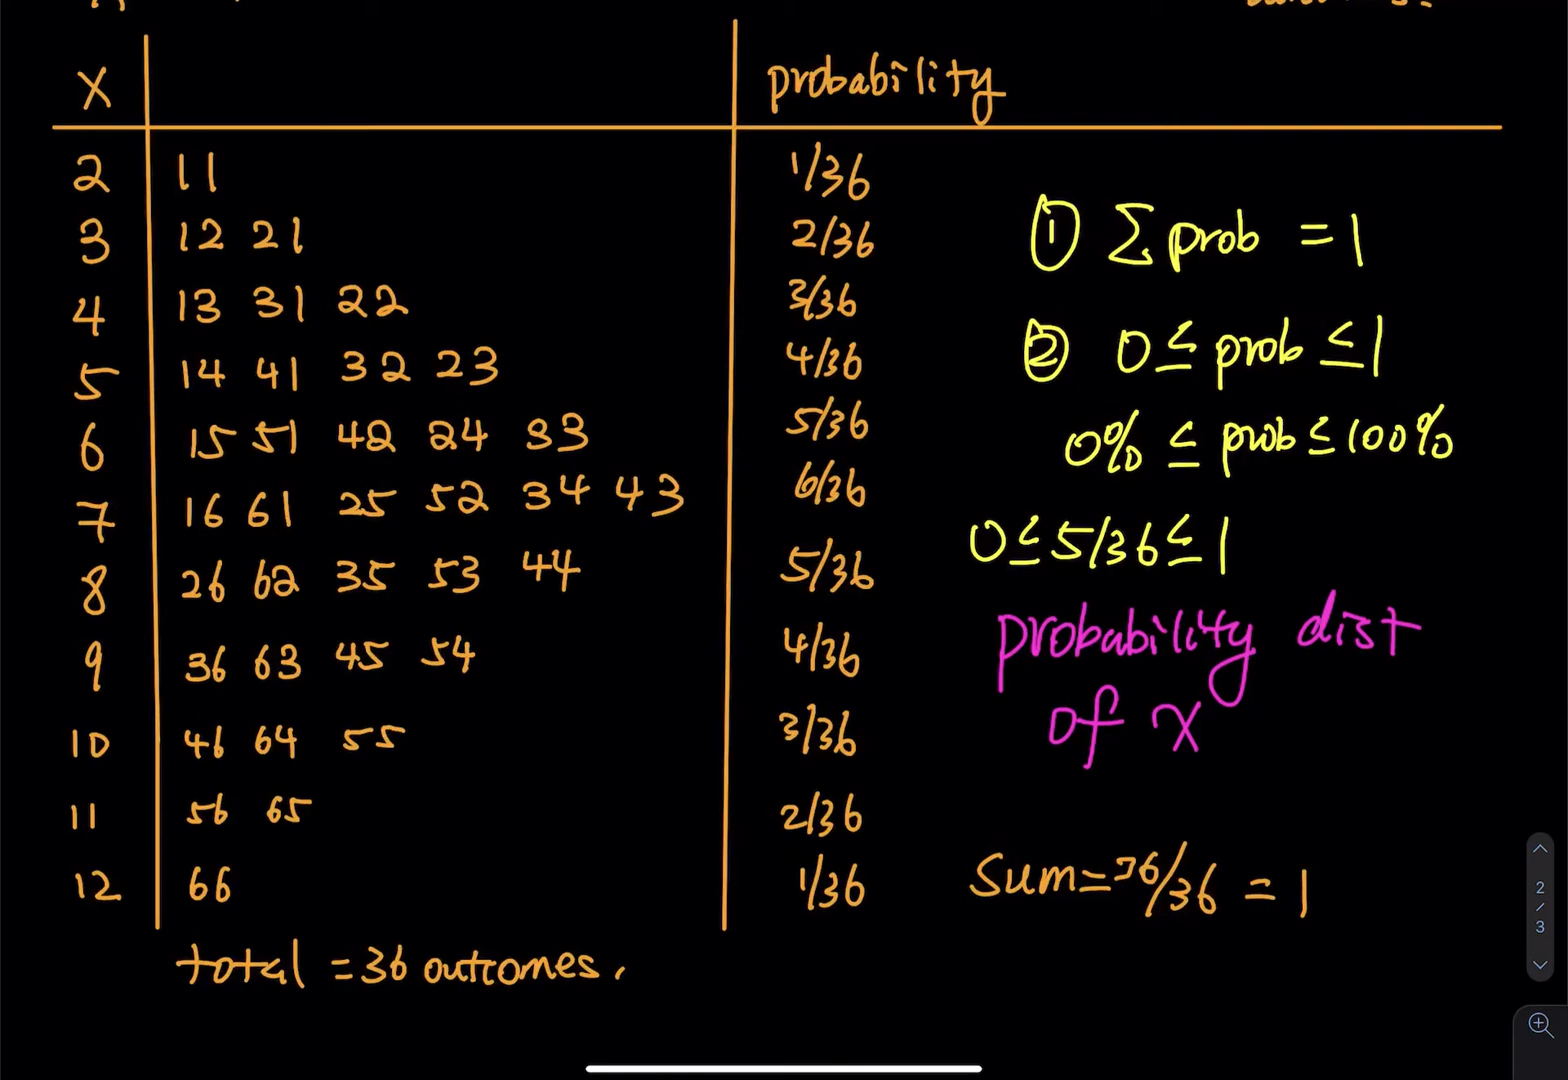 X probability
2 11 1/36
3 12 21 2/36
4 13 31 22 3/36
5 14 41 32 23 4/36
6 15 51 42 24 33 5/36
7 16 61 25 52 34 43 6/36
8 26 62 35 53 44 5/36
9 36 63 45 54 4/36
10 46 64 55 3/36
11 56 65 2/36
12 66 1/36
total = 36 outcomes.
① Σ prob = 1
② 0 ≤ prob ≤ 1
0% ≤ prob ≤ 100%
0 ≤ 5/36 ≤ 1
probability dist
of x
Sum = 36/36 = 1
2
/
3